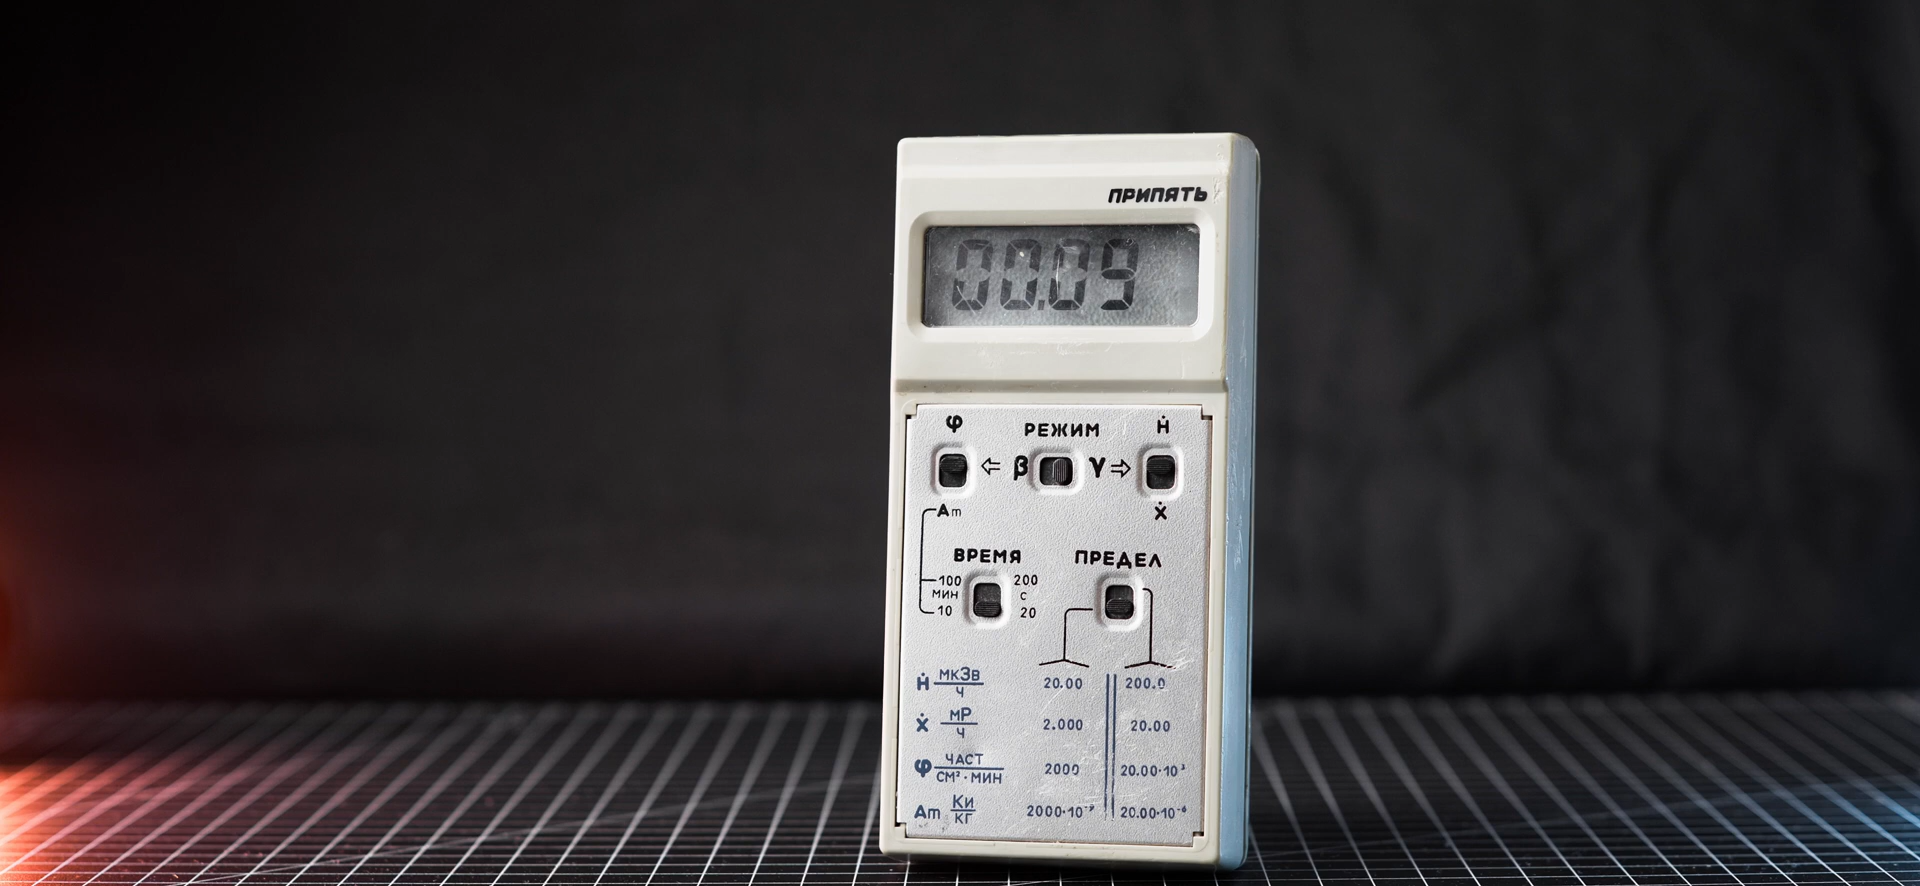 ПРИПЯТЬ
00.09
φ РЕЖИМ Ḣ
⇦ β γ ⇨
Am Ẋ
ВРЕМЯ ПРЕДЕЛ
100 200
МИН с
10 20
Ḣ мкЗв/ч 20.00 200.0
Ẋ мР/ч 2.000 20.00
φ ЧАСТ/СМ²·МИН 2000 20.00·10³
Am Ки/КГ 2000·10⁻⁹ 20.00·10⁻⁶